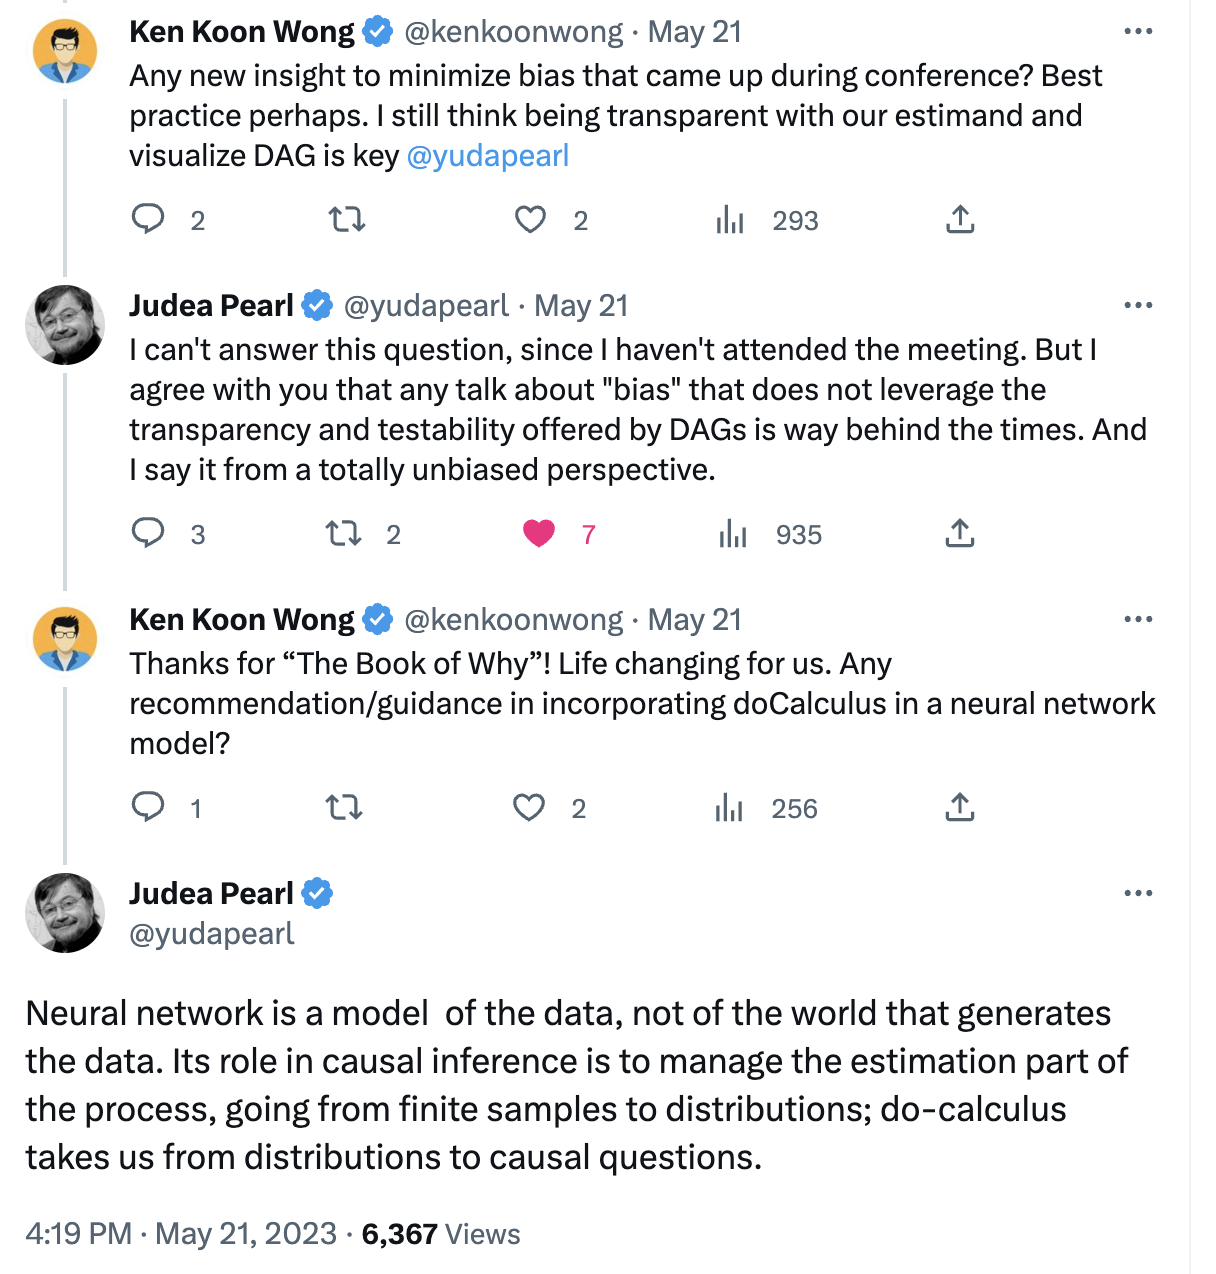 Ken Koon Wong @kenkoonwong · May 21
Any new insight to minimize bias that came up during conference? Best
practice perhaps. I still think being transparent with our estimand and
visualize DAG is key @yudapearl
2 2 293
Judea Pearl @yudapearl · May 21
I can't answer this question, since I haven't attended the meeting. But I
agree with you that any talk about "bias" that does not leverage the
transparency and testability offered by DAGs is way behind the times. And
I say it from a totally unbiased perspective.
3 2 7 935
Ken Koon Wong @kenkoonwong · May 21
Thanks for “The Book of Why”! Life changing for us. Any
recommendation/guidance in incorporating doCalculus in a neural network
model?
1 2 256
Judea Pearl
@yudapearl
Neural network is a model  of the data, not of the world that generates
the data. Its role in causal inference is to manage the estimation part of
the process, going from finite samples to distributions; do-calculus
takes us from distributions to causal questions.
4:19 PM · May 21, 2023 · 6,367 Views